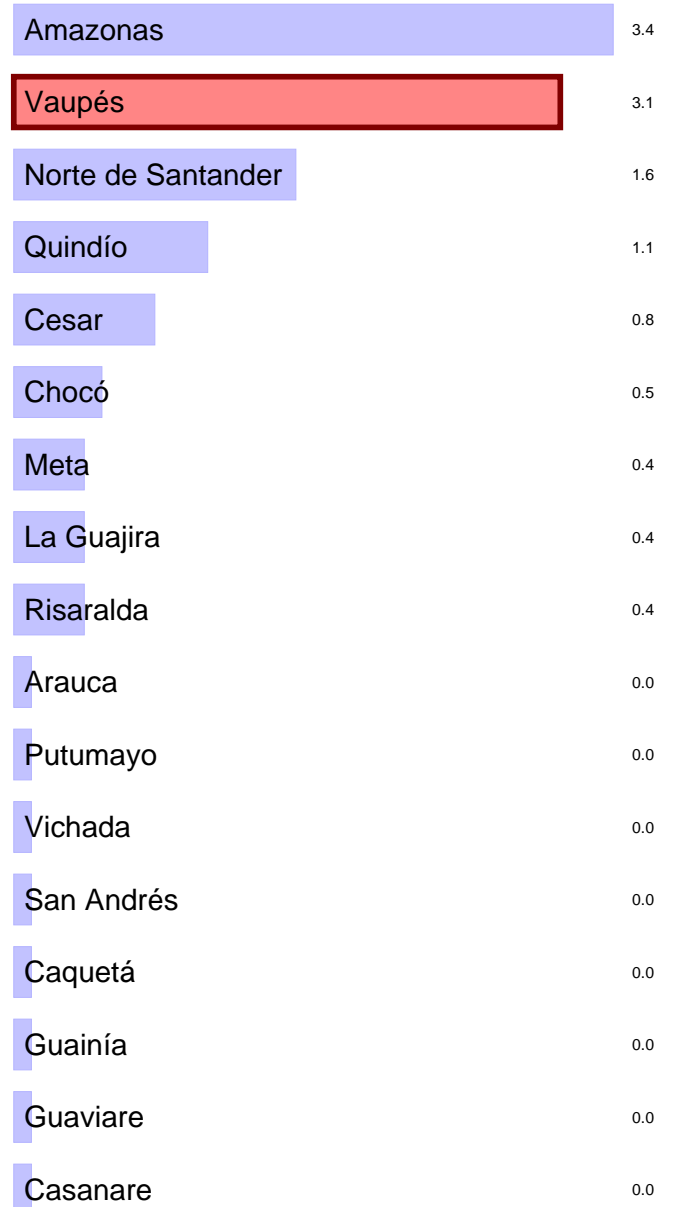 Amazonas 3.4
Vaupés 3.1
Norte de Santander 1.6
Quindío 1.1
Cesar 0.8
Chocó 0.5
Meta 0.4
La Guajira 0.4
Risaralda 0.4
Arauca 0.0
Putumayo 0.0
Vichada 0.0
San Andrés 0.0
Caquetá 0.0
Guainía 0.0
Guaviare 0.0
Casanare 0.0